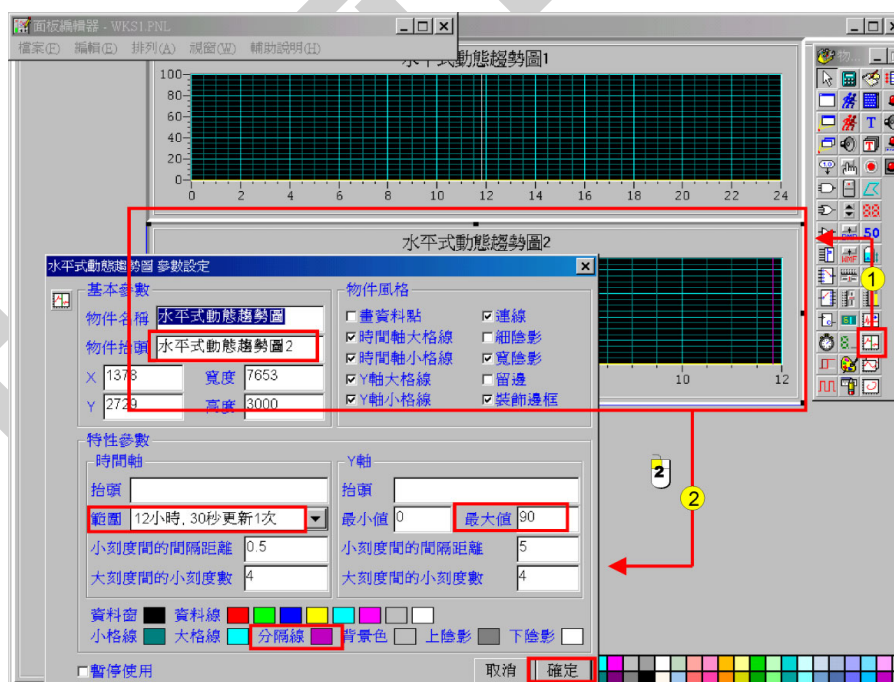 面板編輯器 - WKS1.PNL
檔案(F) 編輯(E) 排列(A) 視窗(W) 輔助說明(H)
水平式動態趨勢圖1
100
80
60
40
20
0
0 2 4 6 8 10 12 14 16 18 20 22 24
水平式動態趨勢圖2
10 12
物...
T
T
1.0
88
50
WMF
51
8..
1
2
2
水平式動態趨勢圖 參數設定
基本參數
物件名稱 水平式動態趨勢圖
物件抬頭 水平式動態趨勢圖2
X 1378 寬度 7653
Y 2729 高度 3000
物件風格
畫資料點 連線
時間軸大格線 細陰影
時間軸小格線 寬陰影
Y軸大格線 留邊
Y軸小格線 裝飾邊框
特性參數
時間軸
抬頭
範圍 12小時, 30秒更新1次
小刻度間的間隔距離 0.5
大刻度間的小刻度數 4
Y軸
抬頭
最小值 0 最大值 90
小刻度間的間隔距離 5
大刻度間的小刻度數 4
資料窗 資料線
小格線 大格線 分隔線 背景色 上陰影 下陰影
暫停使用
取消 確定